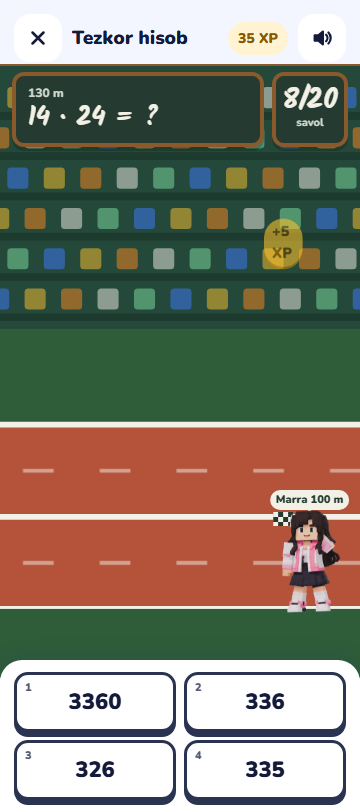 Tezkor hisob
35 XP
130 m
14 · 24 = ?
8/20
savol
+5
XP
Marra 100 m
1
3360
2
336
3
326
4
335